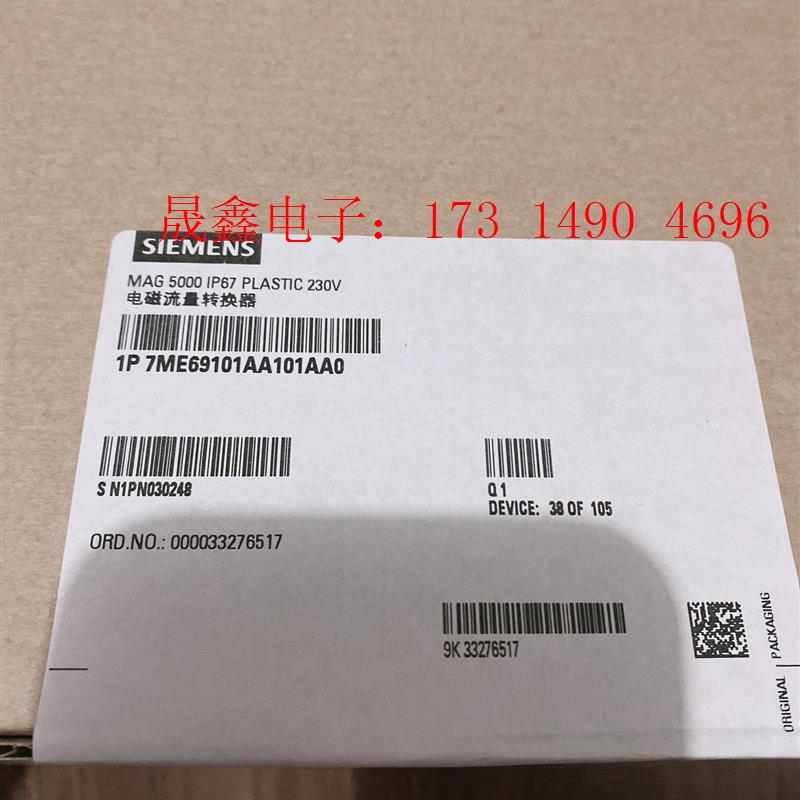 晟鑫电子：173 1490 4696
SIEMENS
MAG 5000 IP67 PLASTIC 230V
电磁流量转换器
1P 7ME69101AA101AA0
S N1PN030248
Q 1
DEVICE: 38 OF 105
ORD.NO.: 000033276517
9K 33276517
ORIGINAL PACKAGING